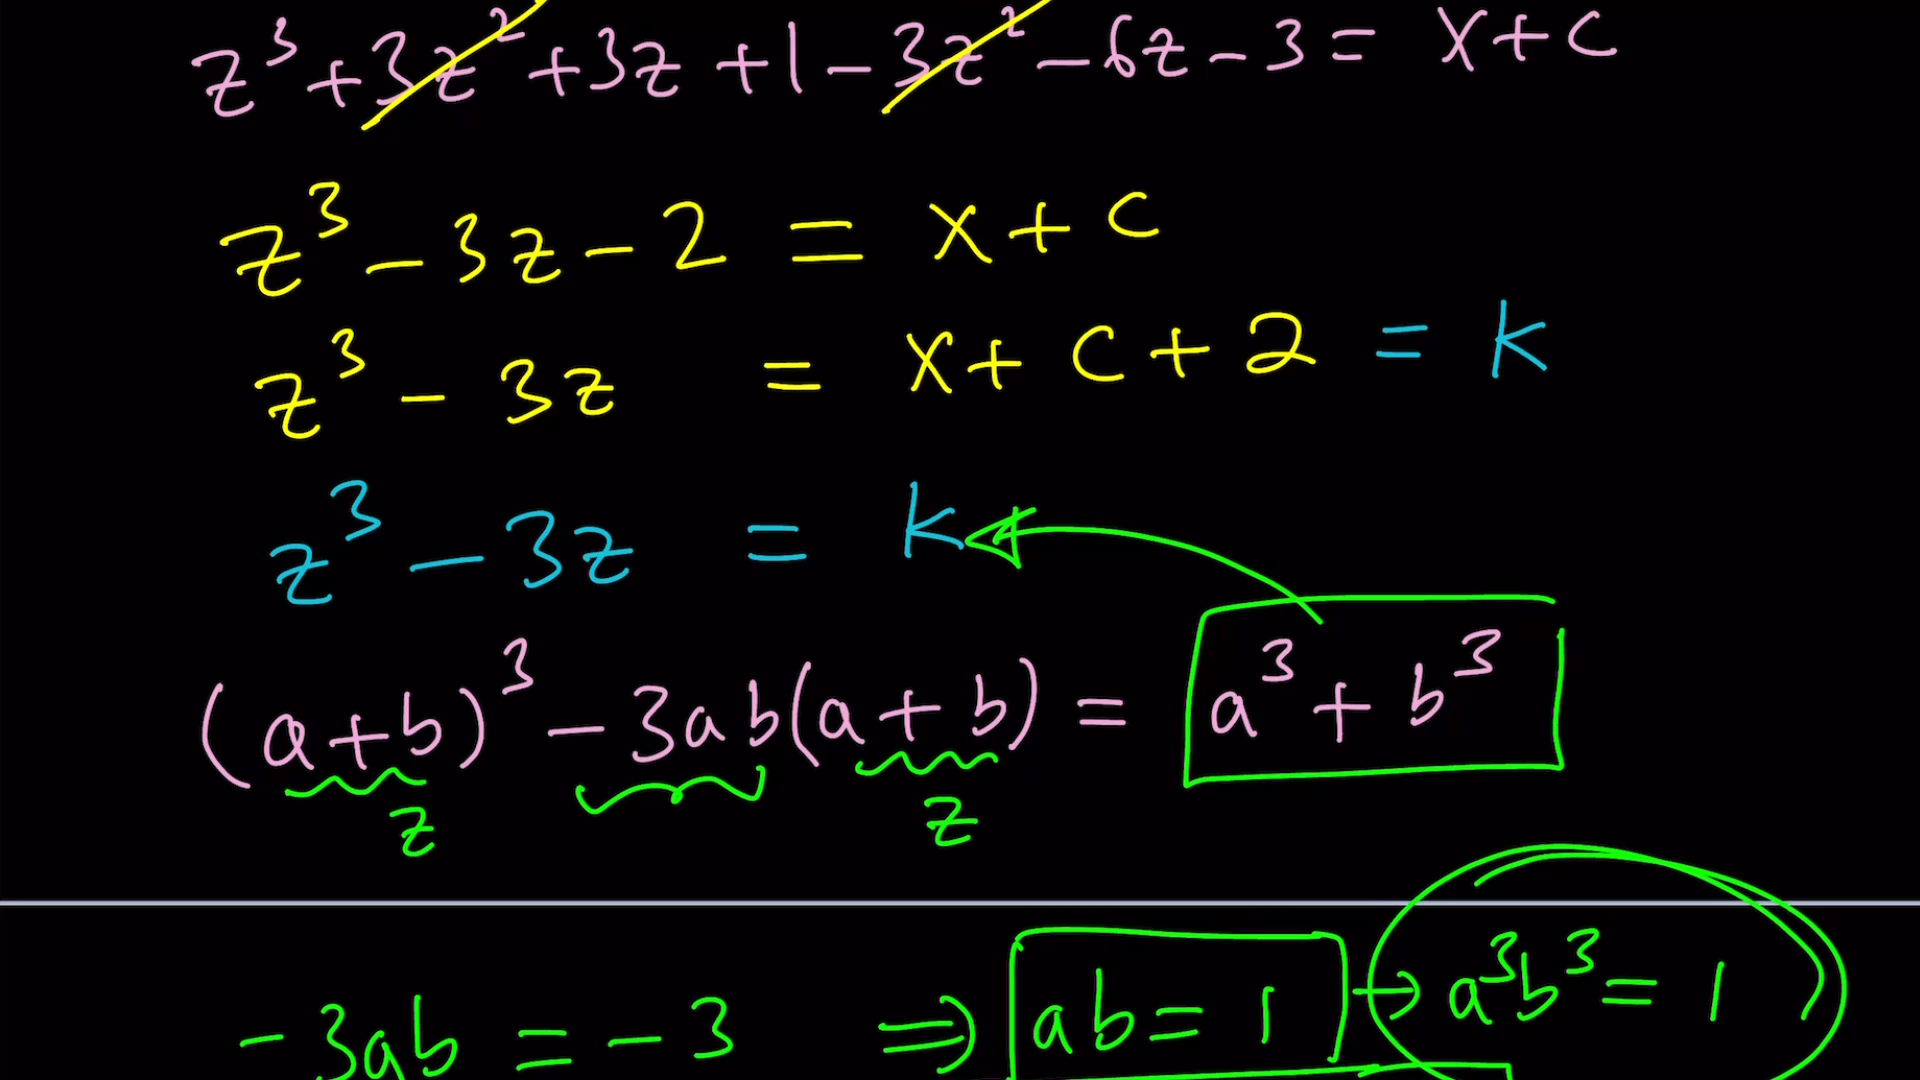 z³ + 3z² + 3z + 1 - 3z² - 6z - 3 = x + c
z³ - 3z - 2 = x + c
z³ - 3z = x + c + 2 = k
z³ - 3z = k
(a+b)³ - 3ab(a+b) = a³ + b³
z z
-3ab = -3 ⇒ ab = 1 → a³b³ = 1